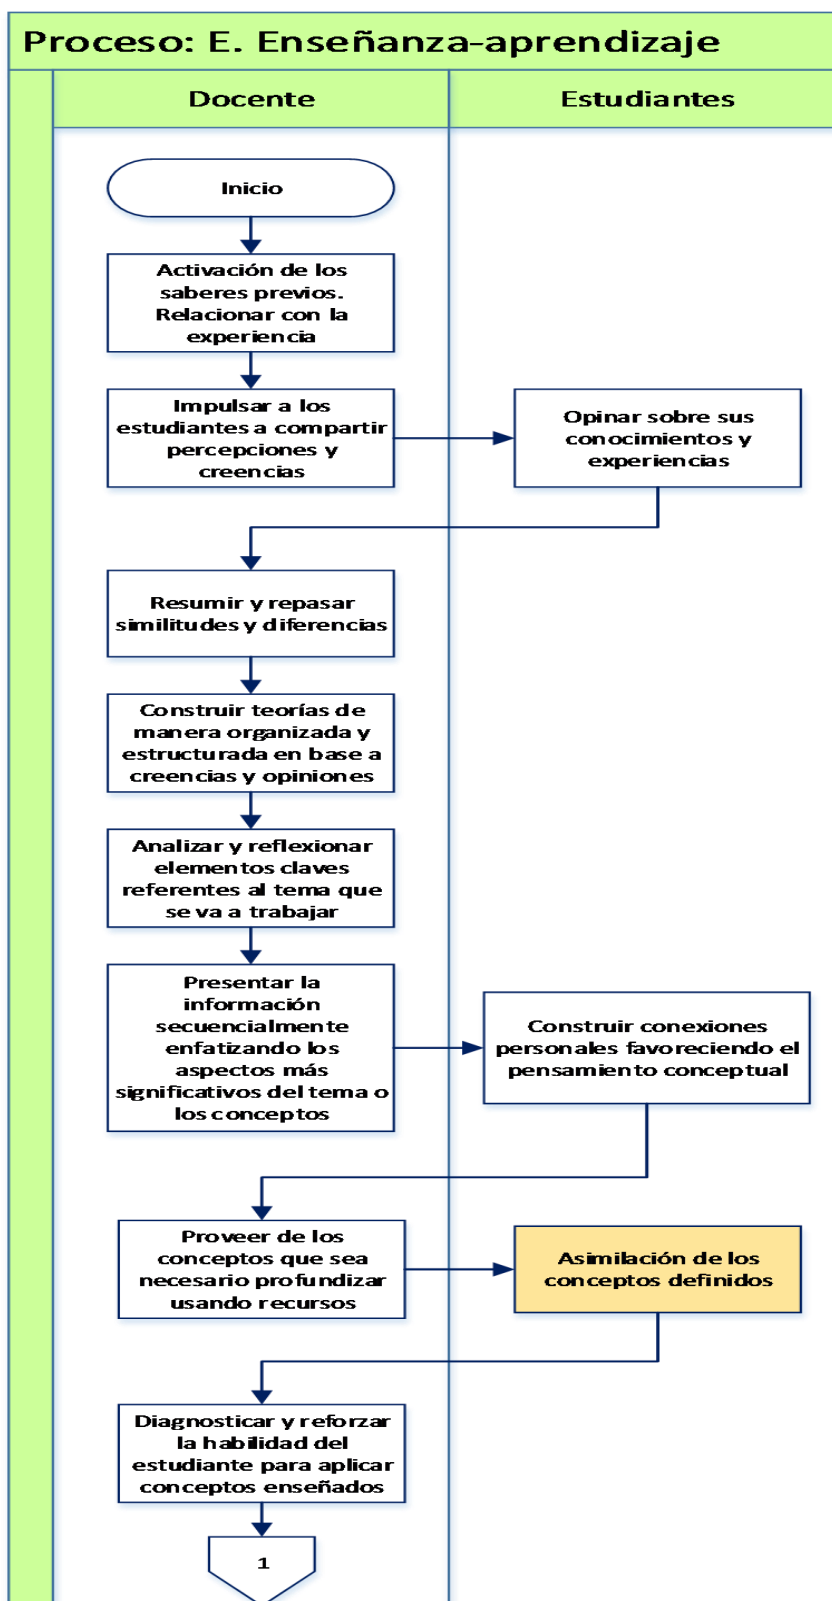 Proceso: E. Enseñanza-aprendizaje
Docente
Estudiantes
Inicio
Activación de los
saberes previos.
Relacionar con la
experiencia
Impulsar a los
estudiantes a compartir
percepciones y
creencias
Opinar sobre sus
conocimientos y
experiencias
Resumir y repasar
similitudes y diferencias
Construir teorías de
manera organizada y
estructurada en base a
creencias y opiniones
Analizar y reflexionar
elementos claves
referentes al tema que
se va a trabajar
Presentar la
información
secuencialmente
enfatizando los
aspectos más
significativos del tema o
los conceptos
Construir conexiones
personales favoreciendo el
pensamiento conceptual
Proveer de los
conceptos que sea
necesario profundizar
usando recursos
Asimilación de los
conceptos definidos
Diagnosticar y reforzar
la habilidad del
estudiante para aplicar
conceptos enseñados
1